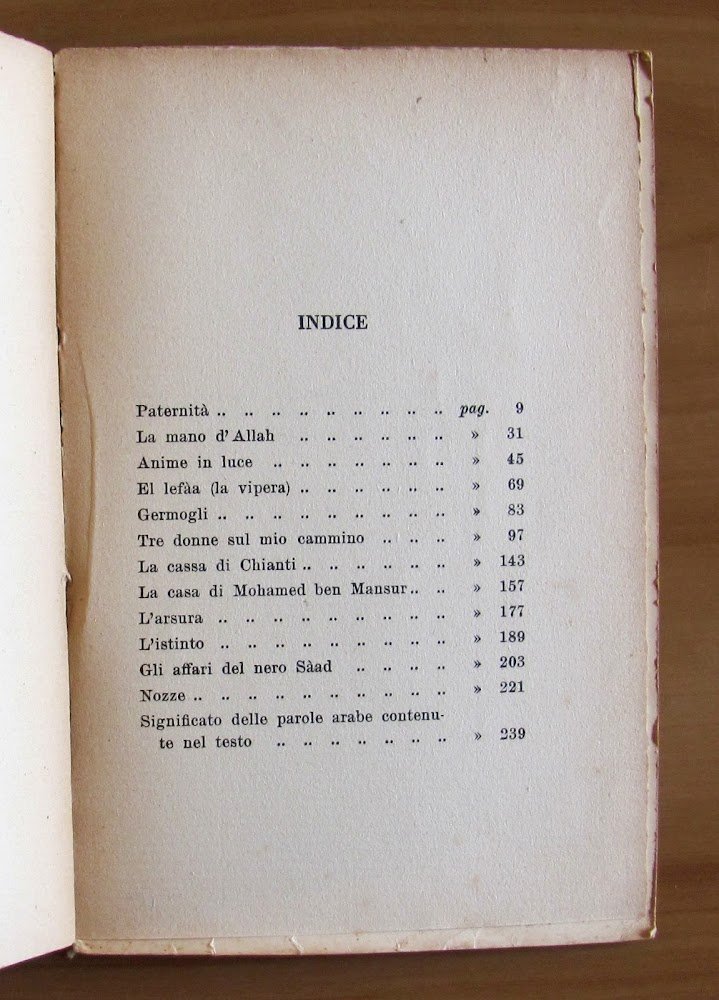 INDICE
Paternità .. .. .. .. .. .. .. .. .. pag. 9
La mano d'Allah .. .. .. .. .. .. » 31
Anime in luce .. .. .. .. .. .. .. » 45
El lefàa (la vipera) .. .. .. .. .. .. » 69
Germogli .. .. .. .. .. .. .. .. .. » 83
Tre donne sul mio cammino .. .. .. » 97
La cassa di Chianti .. .. .. .. .. .. » 143
La casa di Mohamed ben Mansur .. .. » 157
L'arsura .. .. .. .. .. .. .. .. .. » 177
L'istinto .. .. .. .. .. .. .. .. .. » 189
Gli affari del nero Sàad .. .. .. .. » 203
Nozze .. .. .. .. .. .. .. .. .. .. » 221
Significato delle parole arabe contenu-
te nel testo .. .. .. .. .. .. .. » 239